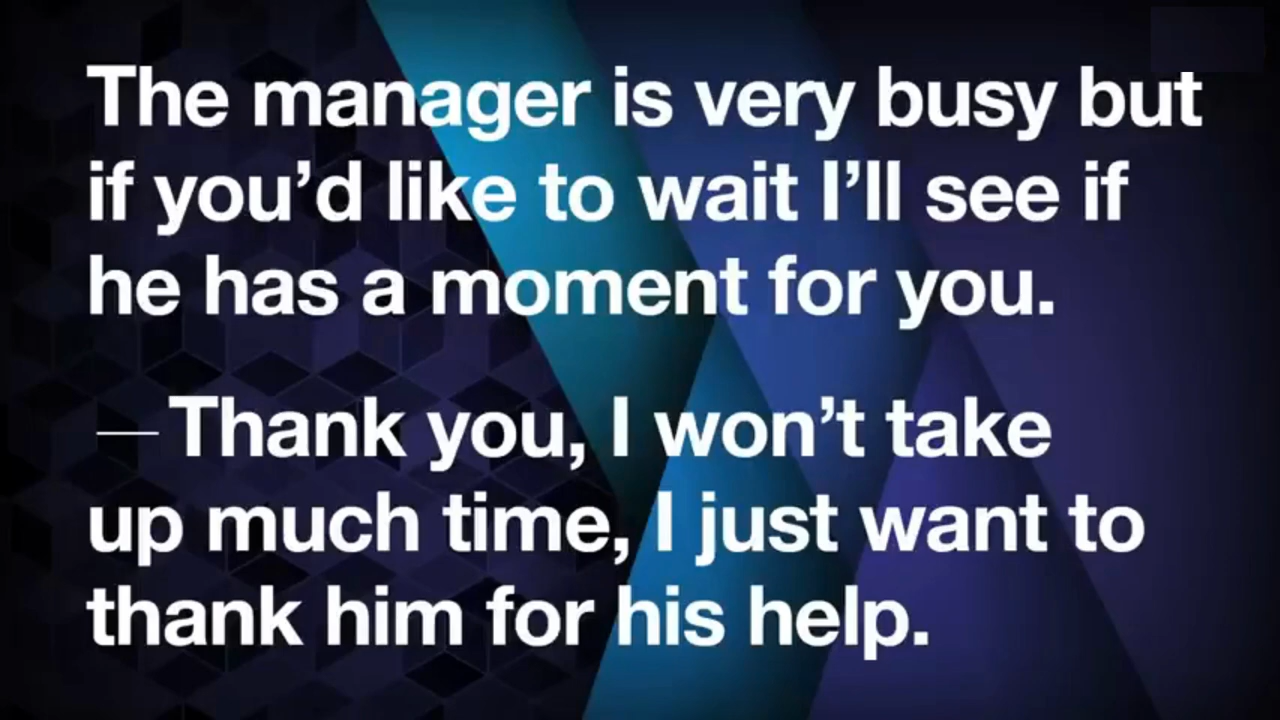 The manager is very busy but
if you’d like to wait I’ll see if
he has a moment for you.
— Thank you, I won’t take
up much time, I just want to
thank him for his help.